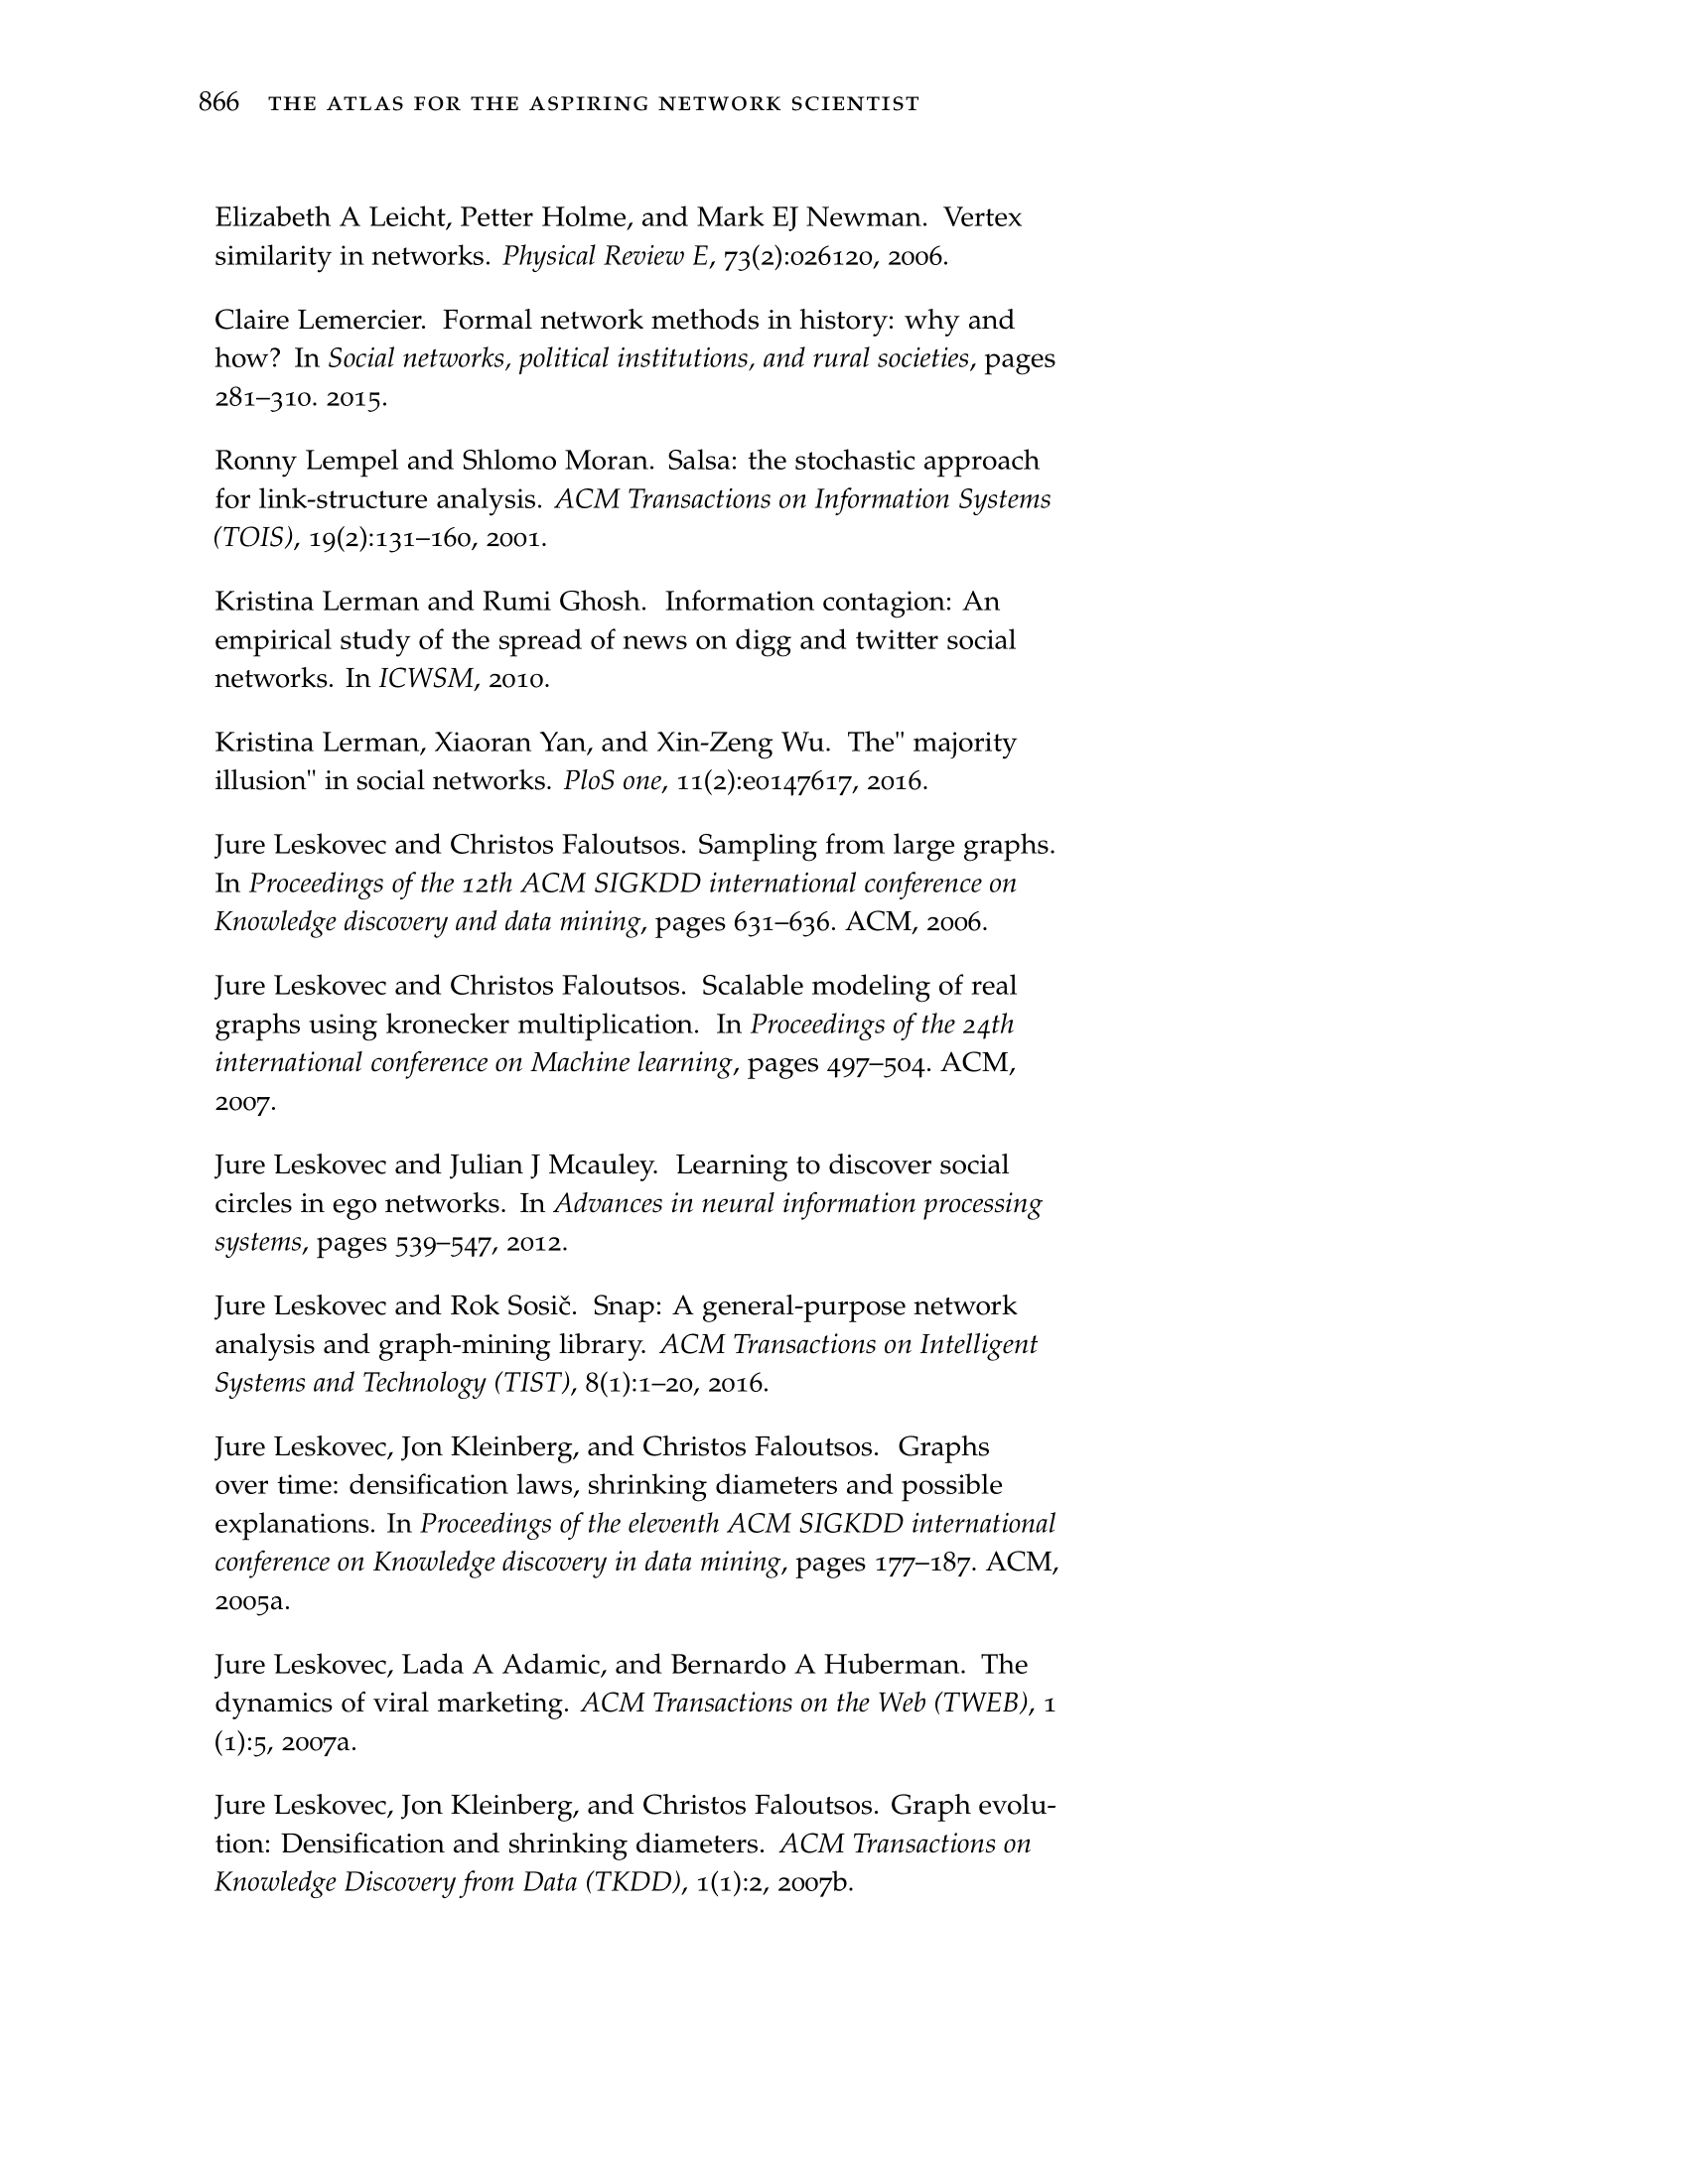 866 THE ATLAS FOR THE ASPIRING NETWORK SCIENTIST
Elizabeth A Leicht, Petter Holme, and Mark EJ Newman. Vertex
similarity in networks. Physical Review E, 73(2):026120, 2006.
Claire Lemercier. Formal network methods in history: why and
how? In Social networks, political institutions, and rural societies, pages
281–310. 2015.
Ronny Lempel and Shlomo Moran. Salsa: the stochastic approach
for link-structure analysis. ACM Transactions on Information Systems
(TOIS), 19(2):131–160, 2001.
Kristina Lerman and Rumi Ghosh. Information contagion: An
empirical study of the spread of news on digg and twitter social
networks. In ICWSM, 2010.
Kristina Lerman, Xiaoran Yan, and Xin-Zeng Wu. The" majority
illusion" in social networks. PloS one, 11(2):e0147617, 2016.
Jure Leskovec and Christos Faloutsos. Sampling from large graphs.
In Proceedings of the 12th ACM SIGKDD international conference on
Knowledge discovery and data mining, pages 631–636. ACM, 2006.
Jure Leskovec and Christos Faloutsos. Scalable modeling of real
graphs using kronecker multiplication. In Proceedings of the 24th
international conference on Machine learning, pages 497–504. ACM,
2007.
Jure Leskovec and Julian J Mcauley. Learning to discover social
circles in ego networks. In Advances in neural information processing
systems, pages 539–547, 2012.
Jure Leskovec and Rok Sosič. Snap: A general-purpose network
analysis and graph-mining library. ACM Transactions on Intelligent
Systems and Technology (TIST), 8(1):1–20, 2016.
Jure Leskovec, Jon Kleinberg, and Christos Faloutsos. Graphs
over time: densification laws, shrinking diameters and possible
explanations. In Proceedings of the eleventh ACM SIGKDD international
conference on Knowledge discovery in data mining, pages 177–187. ACM,
2005a.
Jure Leskovec, Lada A Adamic, and Bernardo A Huberman. The
dynamics of viral marketing. ACM Transactions on the Web (TWEB), 1
(1):5, 2007a.
Jure Leskovec, Jon Kleinberg, and Christos Faloutsos. Graph evolu-
tion: Densification and shrinking diameters. ACM Transactions on
Knowledge Discovery from Data (TKDD), 1(1):2, 2007b.